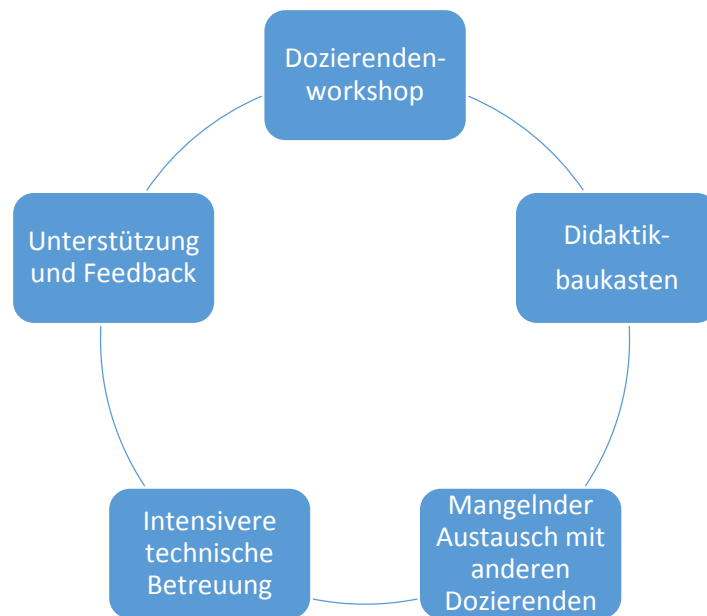 Dozierenden-
workshop
Didaktik-
baukasten
Mangelnder
Austausch mit
anderen
Dozierenden
Intensivere
technische
Betreuung
Unterstützung
und Feedback